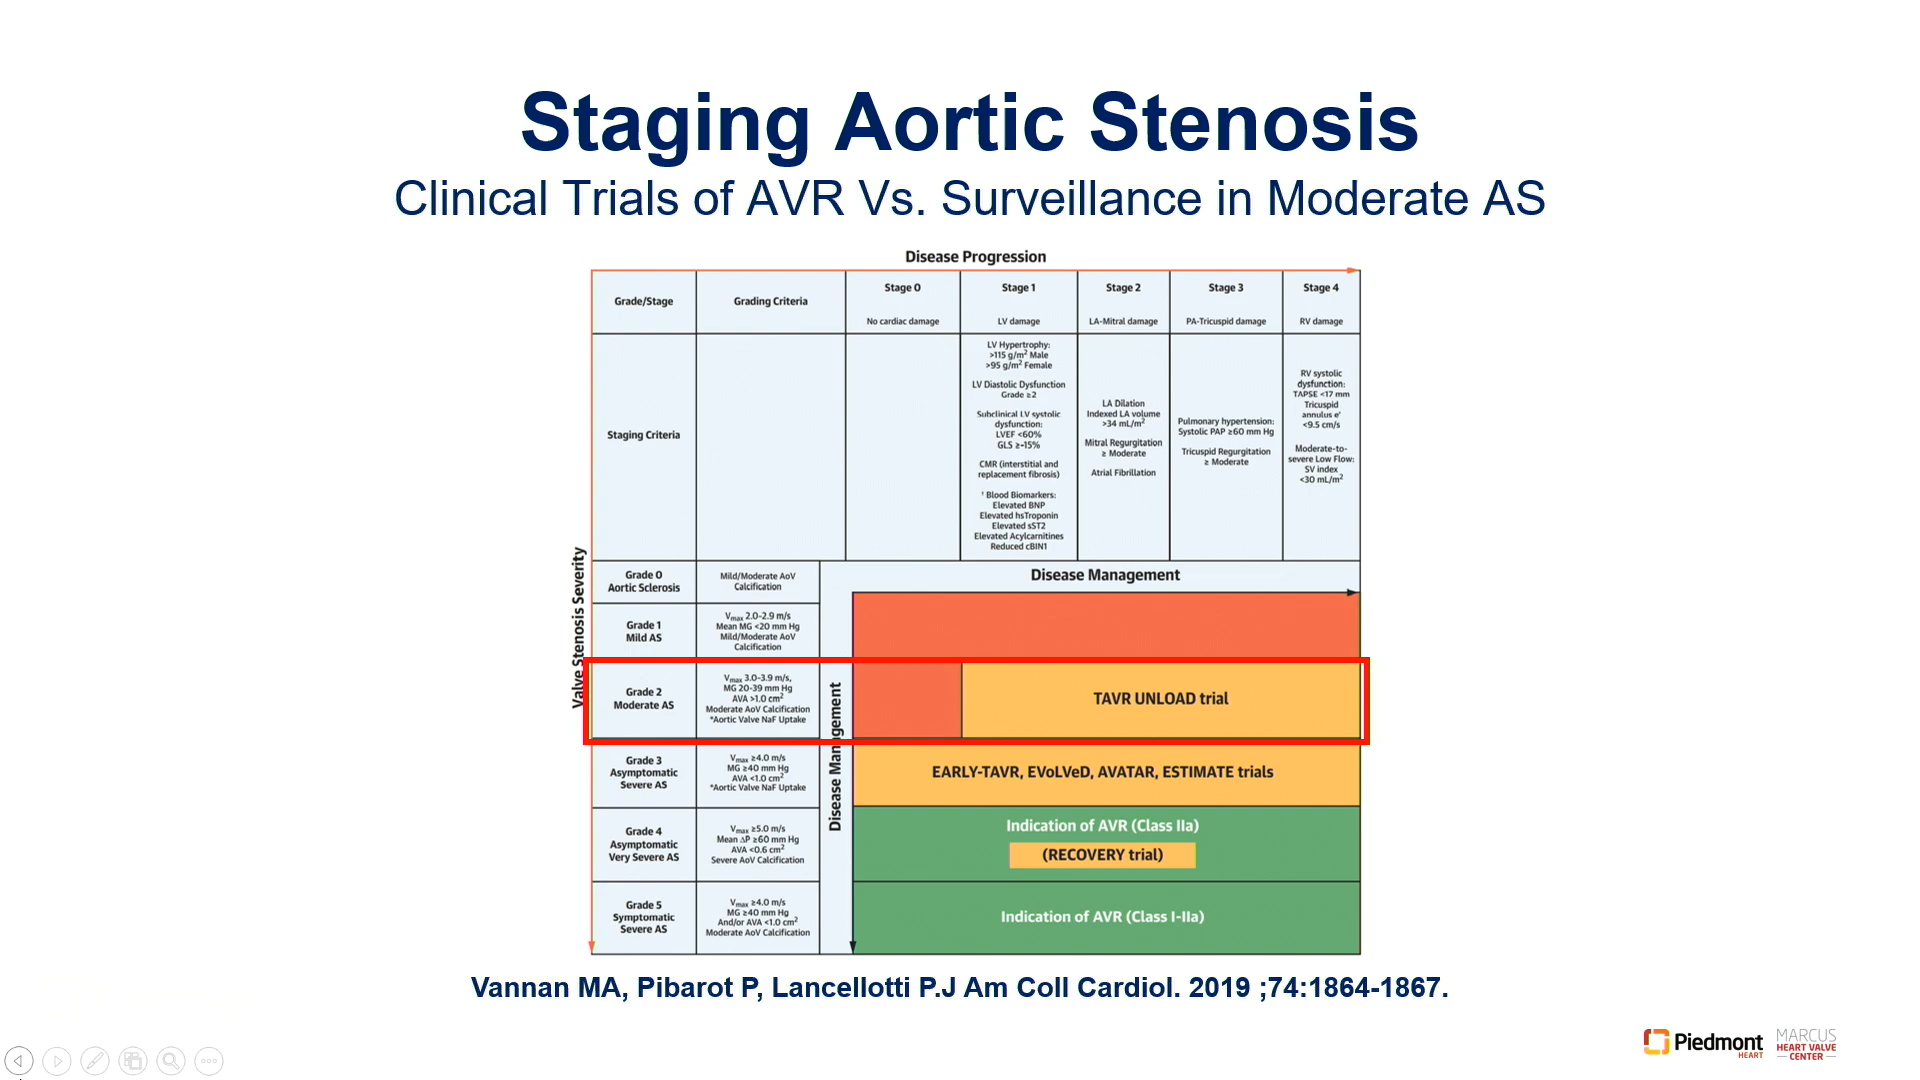 Staging Aortic Stenosis
Clinical Trials of AVR Vs. Surveillance in Moderate AS
Disease Progression
Grade/Stage
Grading Criteria
Stage 0
No cardiac damage
Stage 1
LV damage
Stage 2
LA-Mitral damage
Stage 3
PA-Tricuspid damage
Stage 4
RV damage
Staging Criteria
LV Hypertrophy:
>115 g/m² Male
>95 g/m² Female
LV Diastolic Dysfunction
Grade ≥2
Subclinical LV systolic
dysfunction:
LVEF <60%
GLS ≥-15%
CMR (interstitial and
replacement fibrosis)
† Blood Biomarkers:
Elevated BNP
Elevated hsTroponin
Elevated sST2
Elevated Acylcarnitines
Reduced cBIN1
LA Dilation
Indexed LA volume
>34 mL/m²
Mitral Regurgitation
≥ Moderate
Atrial Fibrillation
Pulmonary hypertension:
Systolic PAP ≥60 mm Hg
Tricuspid Regurgitation
≥ Moderate
RV systolic
dysfunction:
TAPSE <17 mm
Tricuspid
annulus e'
<9.5 cm/s
Moderate-to-
severe Low Flow:
SV index
<30 mL/m²
Valve Stenosis Severity
Grade 0
Aortic Sclerosis
Mild/Moderate AoV
Calcification
Disease Management
Grade 1
Mild AS
Vmax 2.0-2.9 m/s
Mean MG <20 mm Hg
Mild/Moderate AoV
Calcification
Disease Management
Grade 2
Moderate AS
Vmax 3.0-3.9 m/s,
MG 20-39 mm Hg
AVA >1.0 cm²
Moderate AoV Calcification
*Aortic Valve NaF Uptake
TAVR UNLOAD trial
Grade 3
Asymptomatic
Severe AS
Vmax ≥4.0 m/s
MG ≥40 mm Hg
AVA <1.0 cm²
*Aortic Valve NaF Uptake
EARLY-TAVR, EVoLVeD, AVATAR, ESTIMATE trials
Grade 4
Asymptomatic
Very Severe AS
Vmax ≥5.0 m/s
Mean ΔP ≥60 mm Hg
AVA <0.6 cm²
Severe AoV Calcification
Indication of AVR (Class IIa)
(RECOVERY trial)
Grade 5
Symptomatic
Severe AS
Vmax ≥4.0 m/s
MG ≥40 mm Hg
And/or AVA <1.0 cm²
Moderate AoV Calcification
Indication of AVR (Class I-IIa)
Vannan MA, Pibarot P, Lancellotti P.J Am Coll Cardiol. 2019 ;74:1864-1867.
Piedmont
HEART
MARCUS
HEART VALVE
CENTER